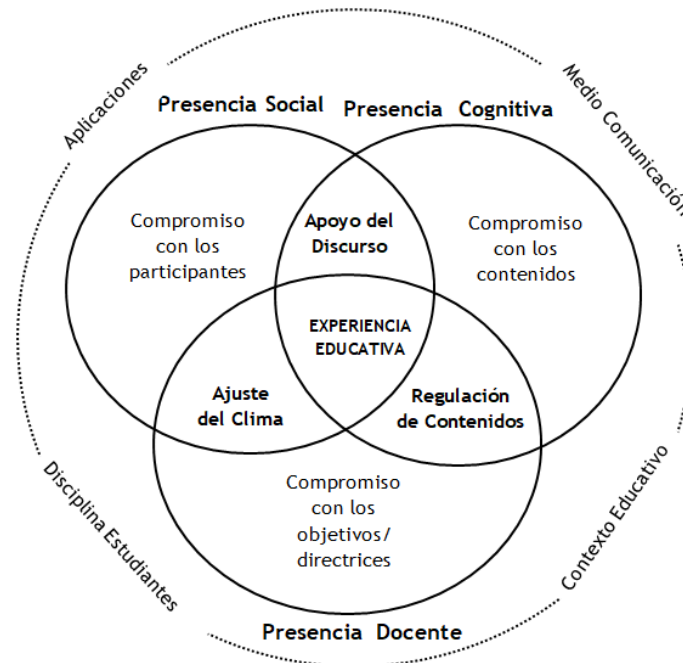 Aplicaciones
Medio Comunicación
Presencia Social
Presencia Cognitiva
Compromiso
con los
participantes
Apoyo del
Discurso
Compromiso
con los
contenidos
EXPERIENCIA
EDUCATIVA
Ajuste
del Clima
Regulación
de Contenidos
Compromiso
con los
objetivos/
directrices
Disciplina Estudiantes
Contexto Educativo
Presencia Docente